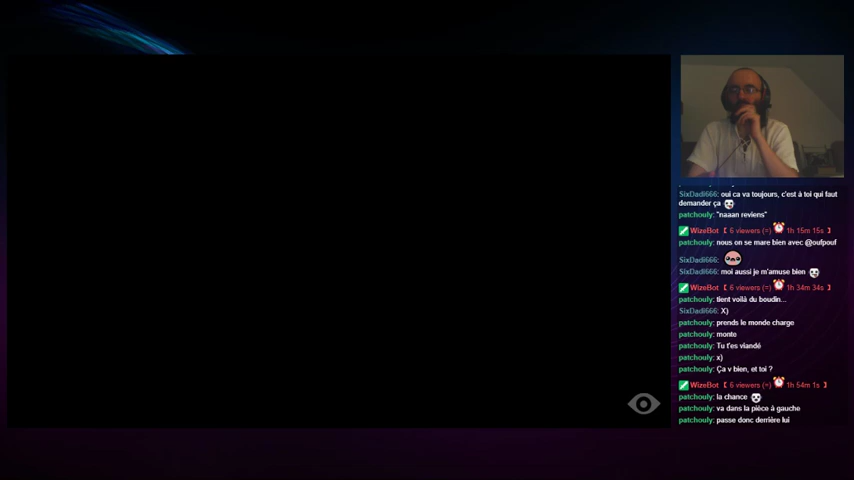 SixDadi666: oui ca va toujours, c'est à toi qui faut
demander ça
patchouly: "naaan reviens"
WizeBot 【 6 viewers (=) 1h 15m 15s 】
patchouly: nous on se mare bien avec @oufpouf
SixDadi666:
SixDadi666: moi aussi je m'amuse bien
WizeBot 【 6 viewers (=) 1h 34m 34s 】
patchouly: tient voilà du boudin...
SixDadi666: X)
patchouly: prends le monde charge
patchouly: monte
patchouly: Tu t'es viandé
patchouly: x)
patchouly: Ça v bien, et toi ?
WizeBot 【 6 viewers (=) 1h 54m 1s 】
patchouly: la chance
patchouly: va dans la pièce à gauche
patchouly: passe donc derrière lui